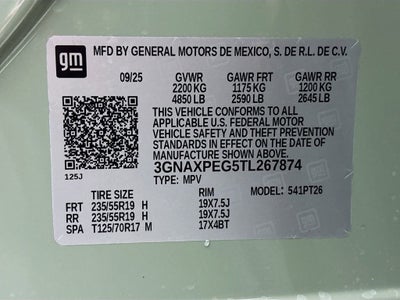 gm
MFD BY GENERAL MOTORS DE MEXICO, S. DE R.L. DE C.V.
09/25 GVWR GAWR FRT GAWR RR
2200 KG 1175 KG 1200 KG
4850 LB 2590 LB 2645 LB
THIS VEHICLE CONFORMS TO ALL
APPLICABLE U.S. FEDERAL MOTOR
VEHICLE SAFETY AND THEFT PREVENTION
STANDARDS IN EFFECT ON THE DATE OF
MANUFACTURE SHOWN ABOVE.
3GNAXPEG5TL267874
125J TYPE: MPV
TIRE SIZE RIM MODEL: 541PT26
FRT 235/55R19 H 19X7.5J
RR 235/55R19 H 19X7.5J
SPA T125/70R17 M 17X4BT